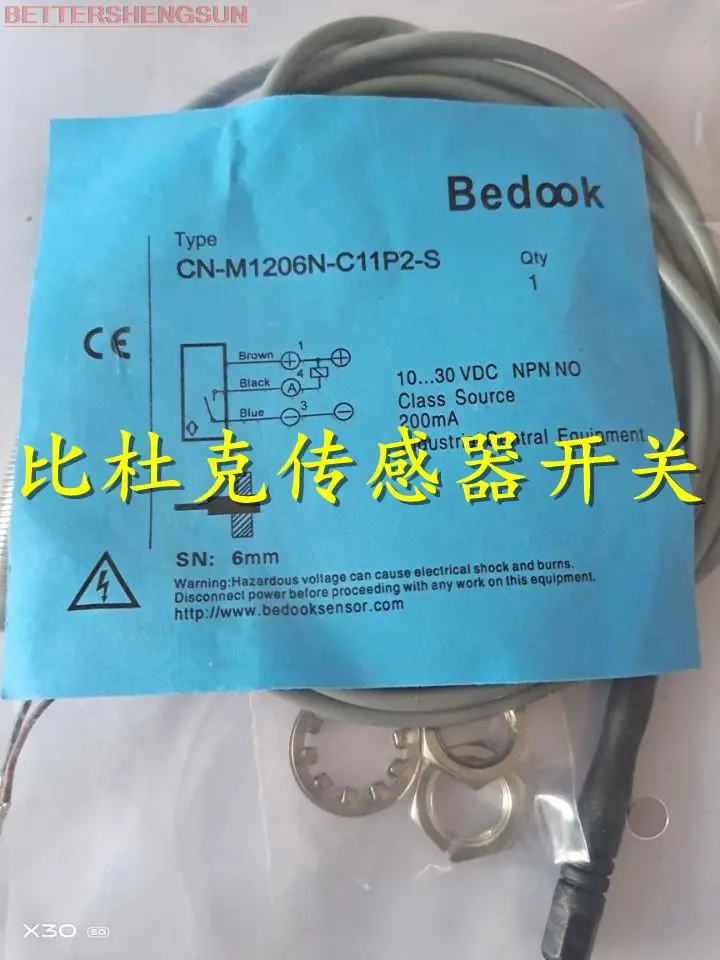 BETTERSHENGSUN
Bedook
Type
CN-M1206N-C11P2-S
Qty
1
CE
Brown 1
4
Black A
Blue 3
10...30 VDC NPN NO
Class Source
200mA
Equipment
比杜克传感器开关
SN: 6mm
Warning:Hazardous voltage can cause electrical shock and burns.
Disconnect power before proceeding with any work on this equipment.
http://www.bedooksensor.com
X30 5G